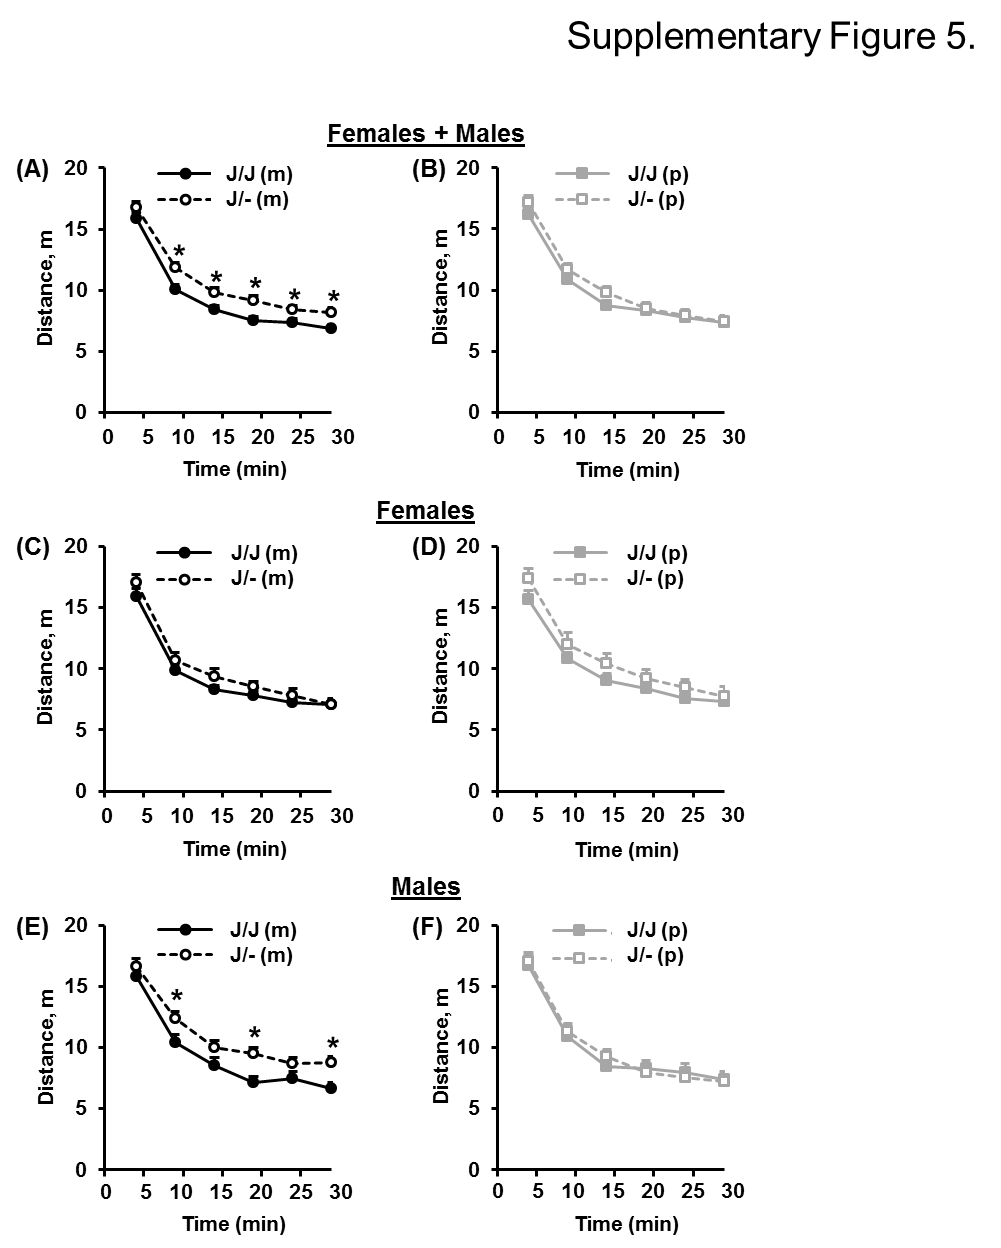 Supplementary Figure 5.
Females + Males
(A)
20
15
10
5
0
Distance, m
J/J (m)
J/- (m)
*
*
*
*
*
0 5 10 15 20 25 30
Time (min)
(B)
20
15
10
5
0
Distance, m
J/J (p)
J/- (p)
0 5 10 15 20 25 30
Time (min)
Females
(C)
20
15
10
5
0
Distance, m
J/J (m)
J/- (m)
0 5 10 15 20 25 30
Time (min)
(D)
20
15
10
5
0
Distance, m
J/J (p)
J/- (p)
0 5 10 15 20 25 30
Time (min)
Males
(E)
20
15
10
5
0
Distance, m
J/J (m)
J/- (m)
*
*
*
0 5 10 15 20 25 30
Time (min)
(F)
20
15
10
5
0
Distance, m
J/J (p)
J/- (p)
0 5 10 15 20 25 30
Time (min)